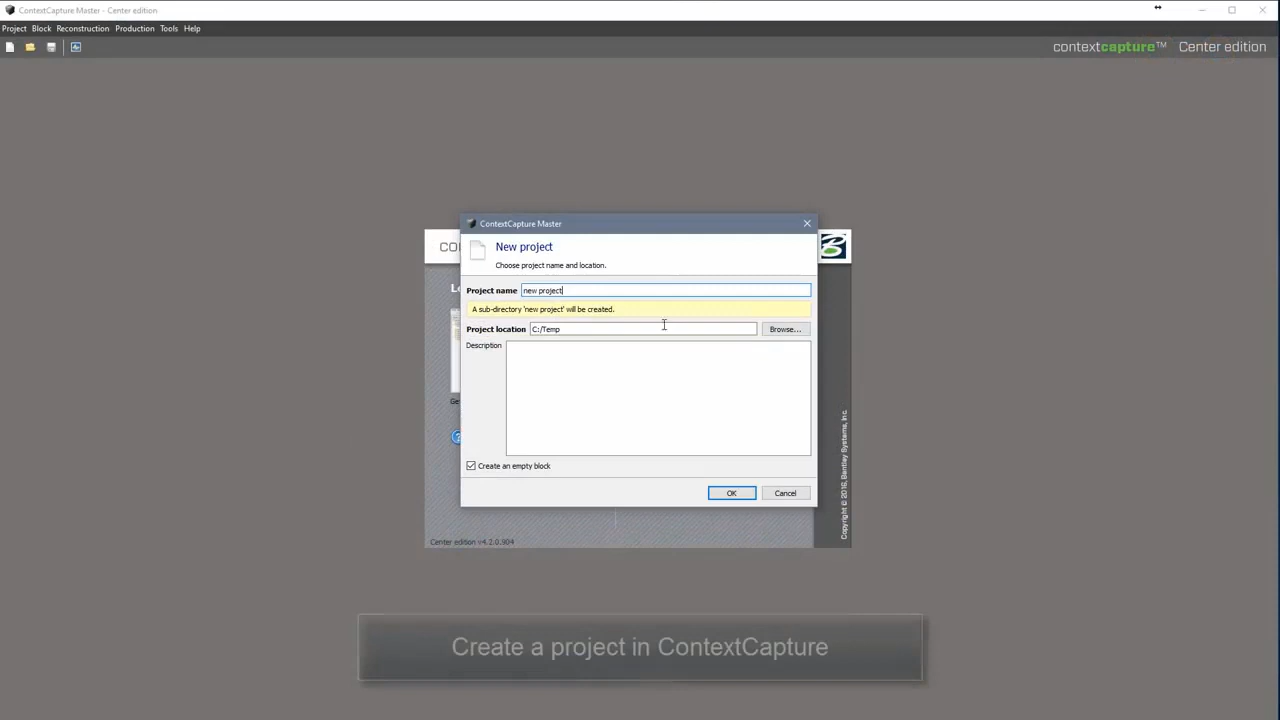 ContextCapture Master - Center edition
Project Block Reconstruction Production Tools Help
contextcapture™ Center edition
ContextCapture Master
New project
Choose project name and location.
Project name new project
A sub-directory 'new project' will be created.
Project location C:/Temp Browse...
Description
Create an empty block
OK Cancel
Center edition v4.2.0.904
Copyright © 2016, Bentley Systems, Inc.
Create a project in ContextCapture